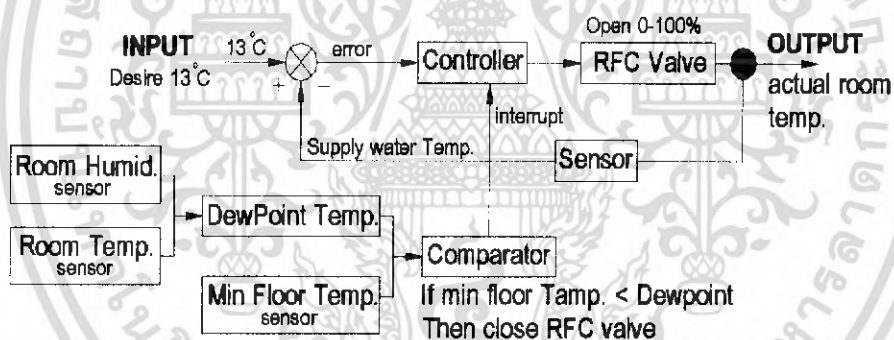 Open 0-100%
INPUT 13°C error Controller RFC Valve OUTPUT
Desire 13°C + - actual room
temp.
interrupt
Supply water Temp. Sensor
Room Humid.
sensor
DewPoint Temp.
Room Temp.
sensor
Comparator
Min Floor Temp.
sensor
If min floor Tamp. < Dewpoint
Then close RFC valve